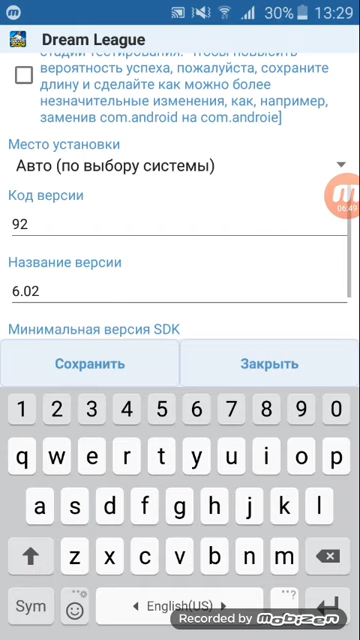 30% 13:29
Dream League
стадии тестирования. Чтобы повысить
вероятность успеха, пожалуйста, сохраните
длину и сделайте как можно более
незначительные изменения, как, например,
заменив com.android на com.androie]
Место установки
Авто (по выбору системы)
06:49
Код версии
92
Название версии
6.02
Минимальная версия SDK
Сохранить Закрыть
1 2 3 4 5 6 7 8 9 0
q w e r t y u i o p
a s d f g h j k l
z x c v b n m
Sym English(US) ...?
Recorded by Mobizen